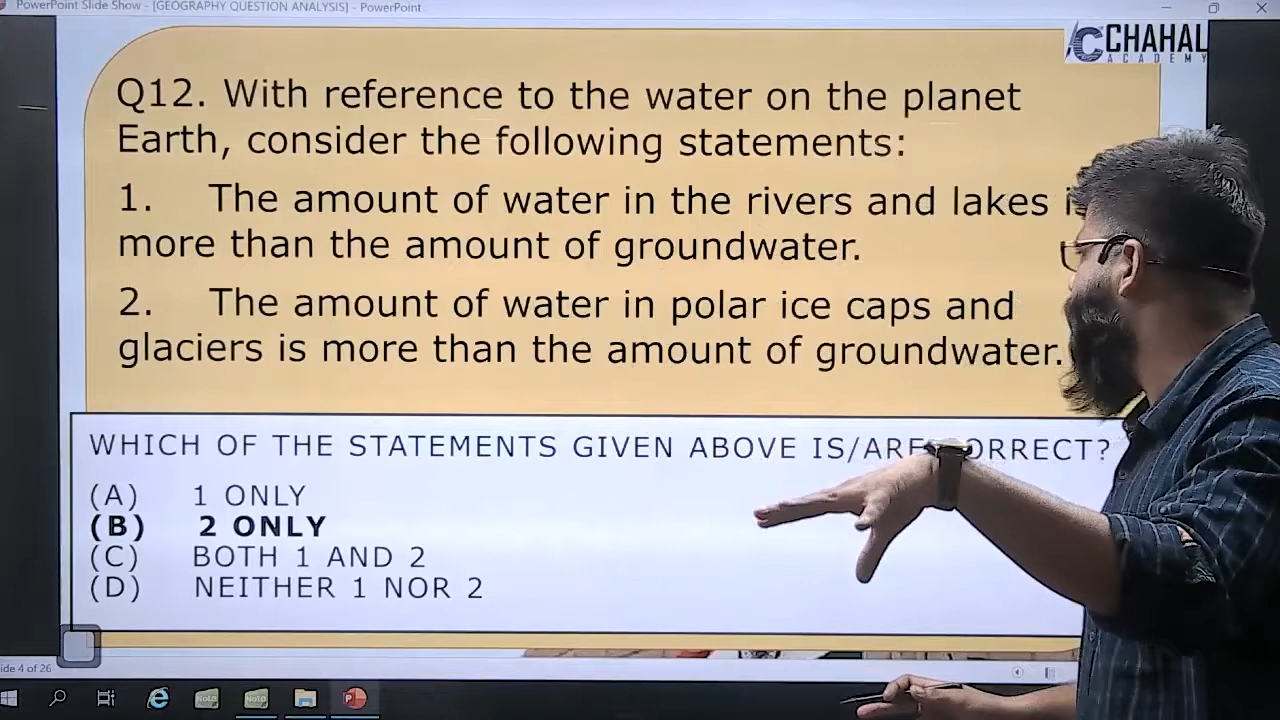 PowerPoint Slide Show - [GEOGRAPHY QUESTION ANALYSIS] - PowerPoint
CHAHAL
ACADEMY
Q12. With reference to the water on the planet
Earth, consider the following statements:
1. The amount of water in the rivers and lakes
more than the amount of groundwater.
2. The amount of water in polar ice caps and
glaciers is more than the amount of groundwater.
WHICH OF THE STATEMENTS GIVEN ABOVE IS/ARE CORRECT?
(A) 1 ONLY
(B) 2 ONLY
(C) BOTH 1 AND 2
(D) NEITHER 1 NOR 2
ide 4 of 26